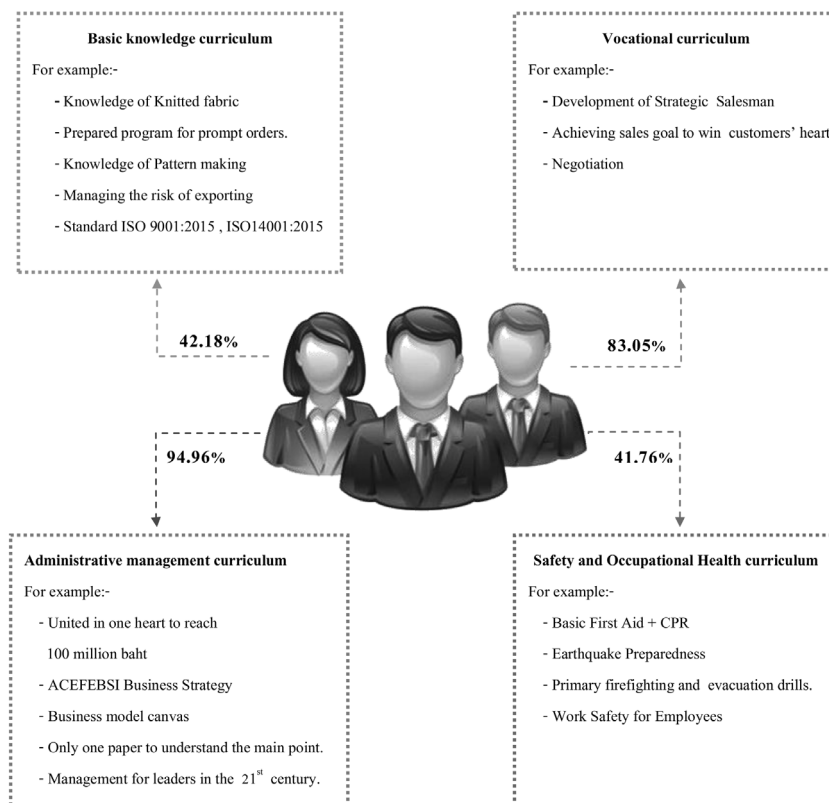 Basic knowledge curriculum
For example:-
- Knowledge of Knitted fabric
- Prepared program for prompt orders.
- Knowledge of Pattern making
- Managing the risk of exporting
- Standard ISO 9001:2015 , ISO14001:2015
Vocational curriculum
For example:-
- Development of Strategic Salesman
- Achieving sales goal to win customers’ heart
- Negotiation
42.18%
83.05%
94.96%
41.76%
Administrative management curriculum
For example:-
- United in one heart to reach
100 million baht
- ACEFEBSI Business Strategy
- Business model canvas
- Only one paper to understand the main point.
- Management for leaders in the 21st century.
Safety and Occupational Health curriculum
For example:-
- Basic First Aid + CPR
- Earthquake Preparedness
- Primary firefighting and evacuation drills.
- Work Safety for Employees